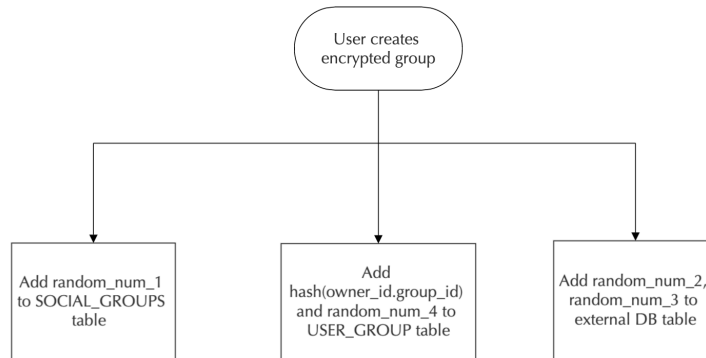 User creates
encrypted group
Add random_num_1
to SOCIAL_GROUPS
table
Add
hash(owner_id.group_id)
and random_num_4 to
USER_GROUP table
Add random_num_2,
random_num_3 to
external DB table